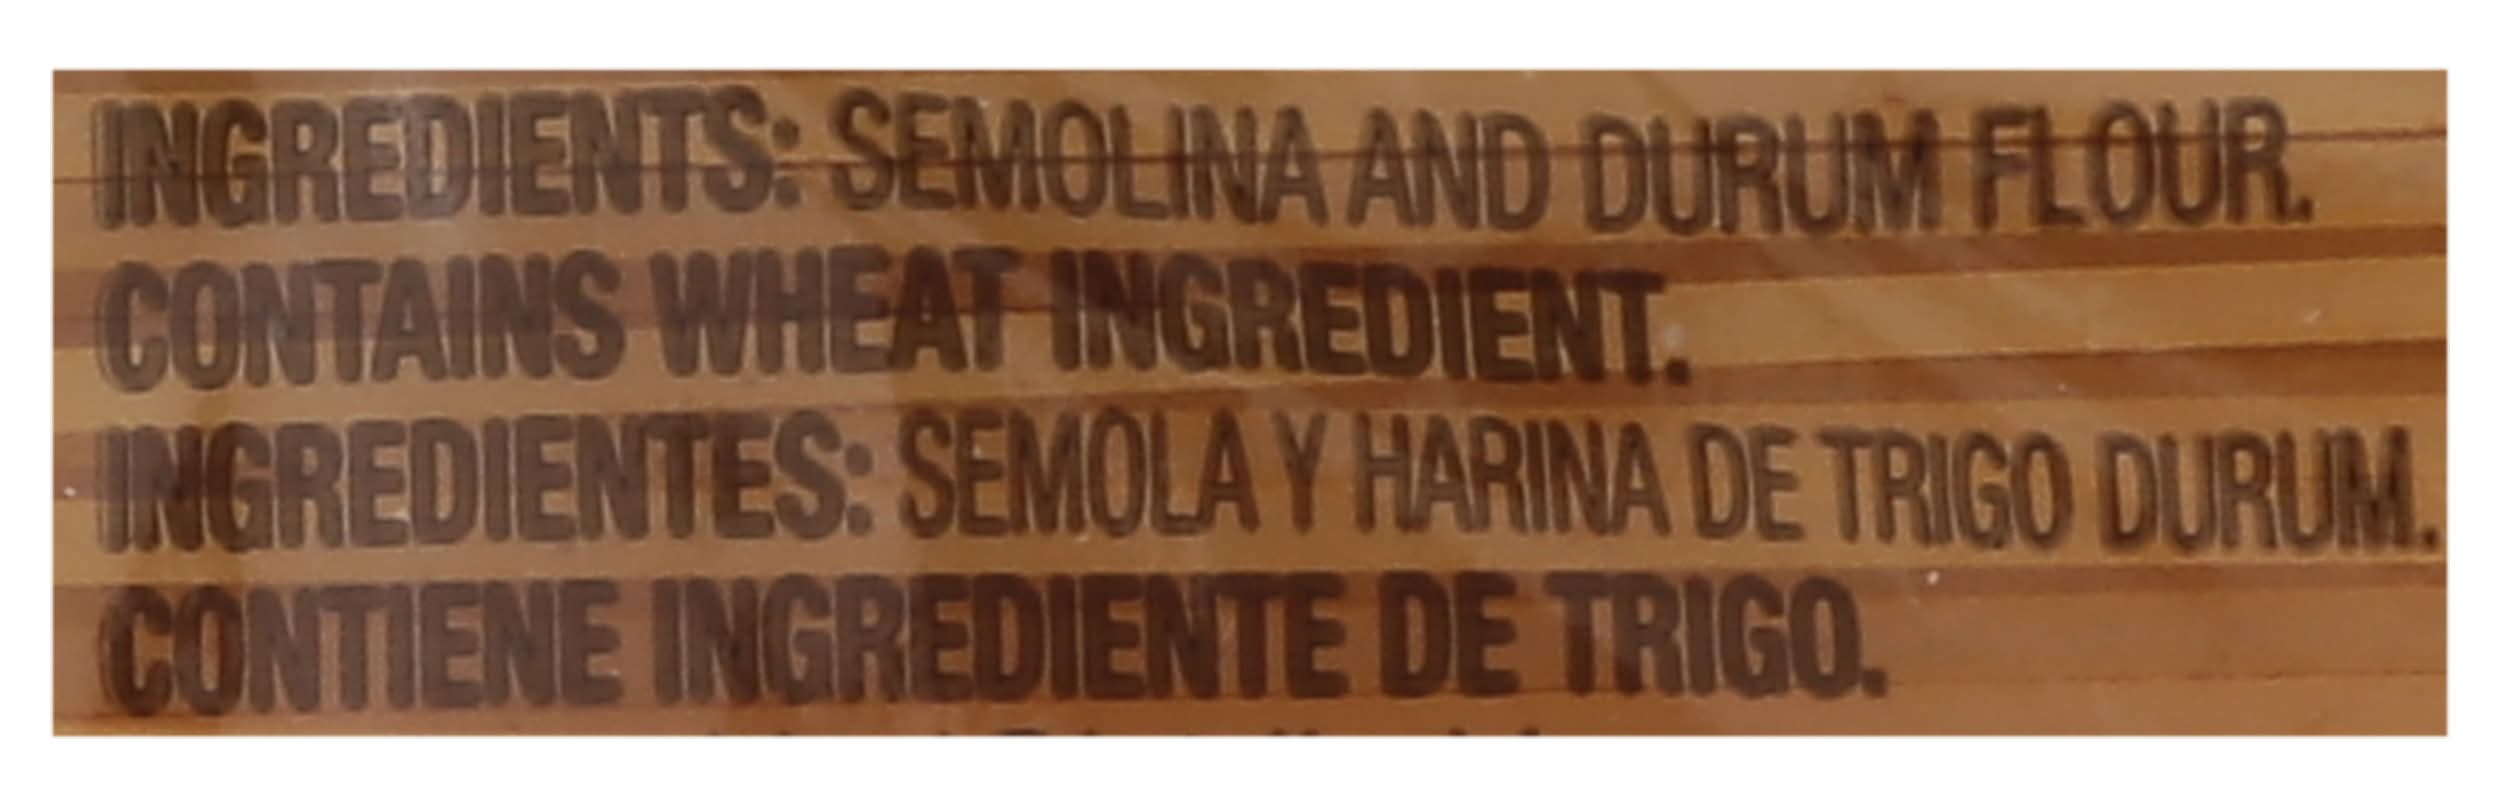 INGREDIENTS: SEMOLINA AND DURUM FLOUR.
CONTAINS WHEAT INGREDIENT.
INGREDIENTES: SEMOLA Y HARINA DE TRIGO DURUM.
CONTIENE INGREDIENTE DE TRIGO.